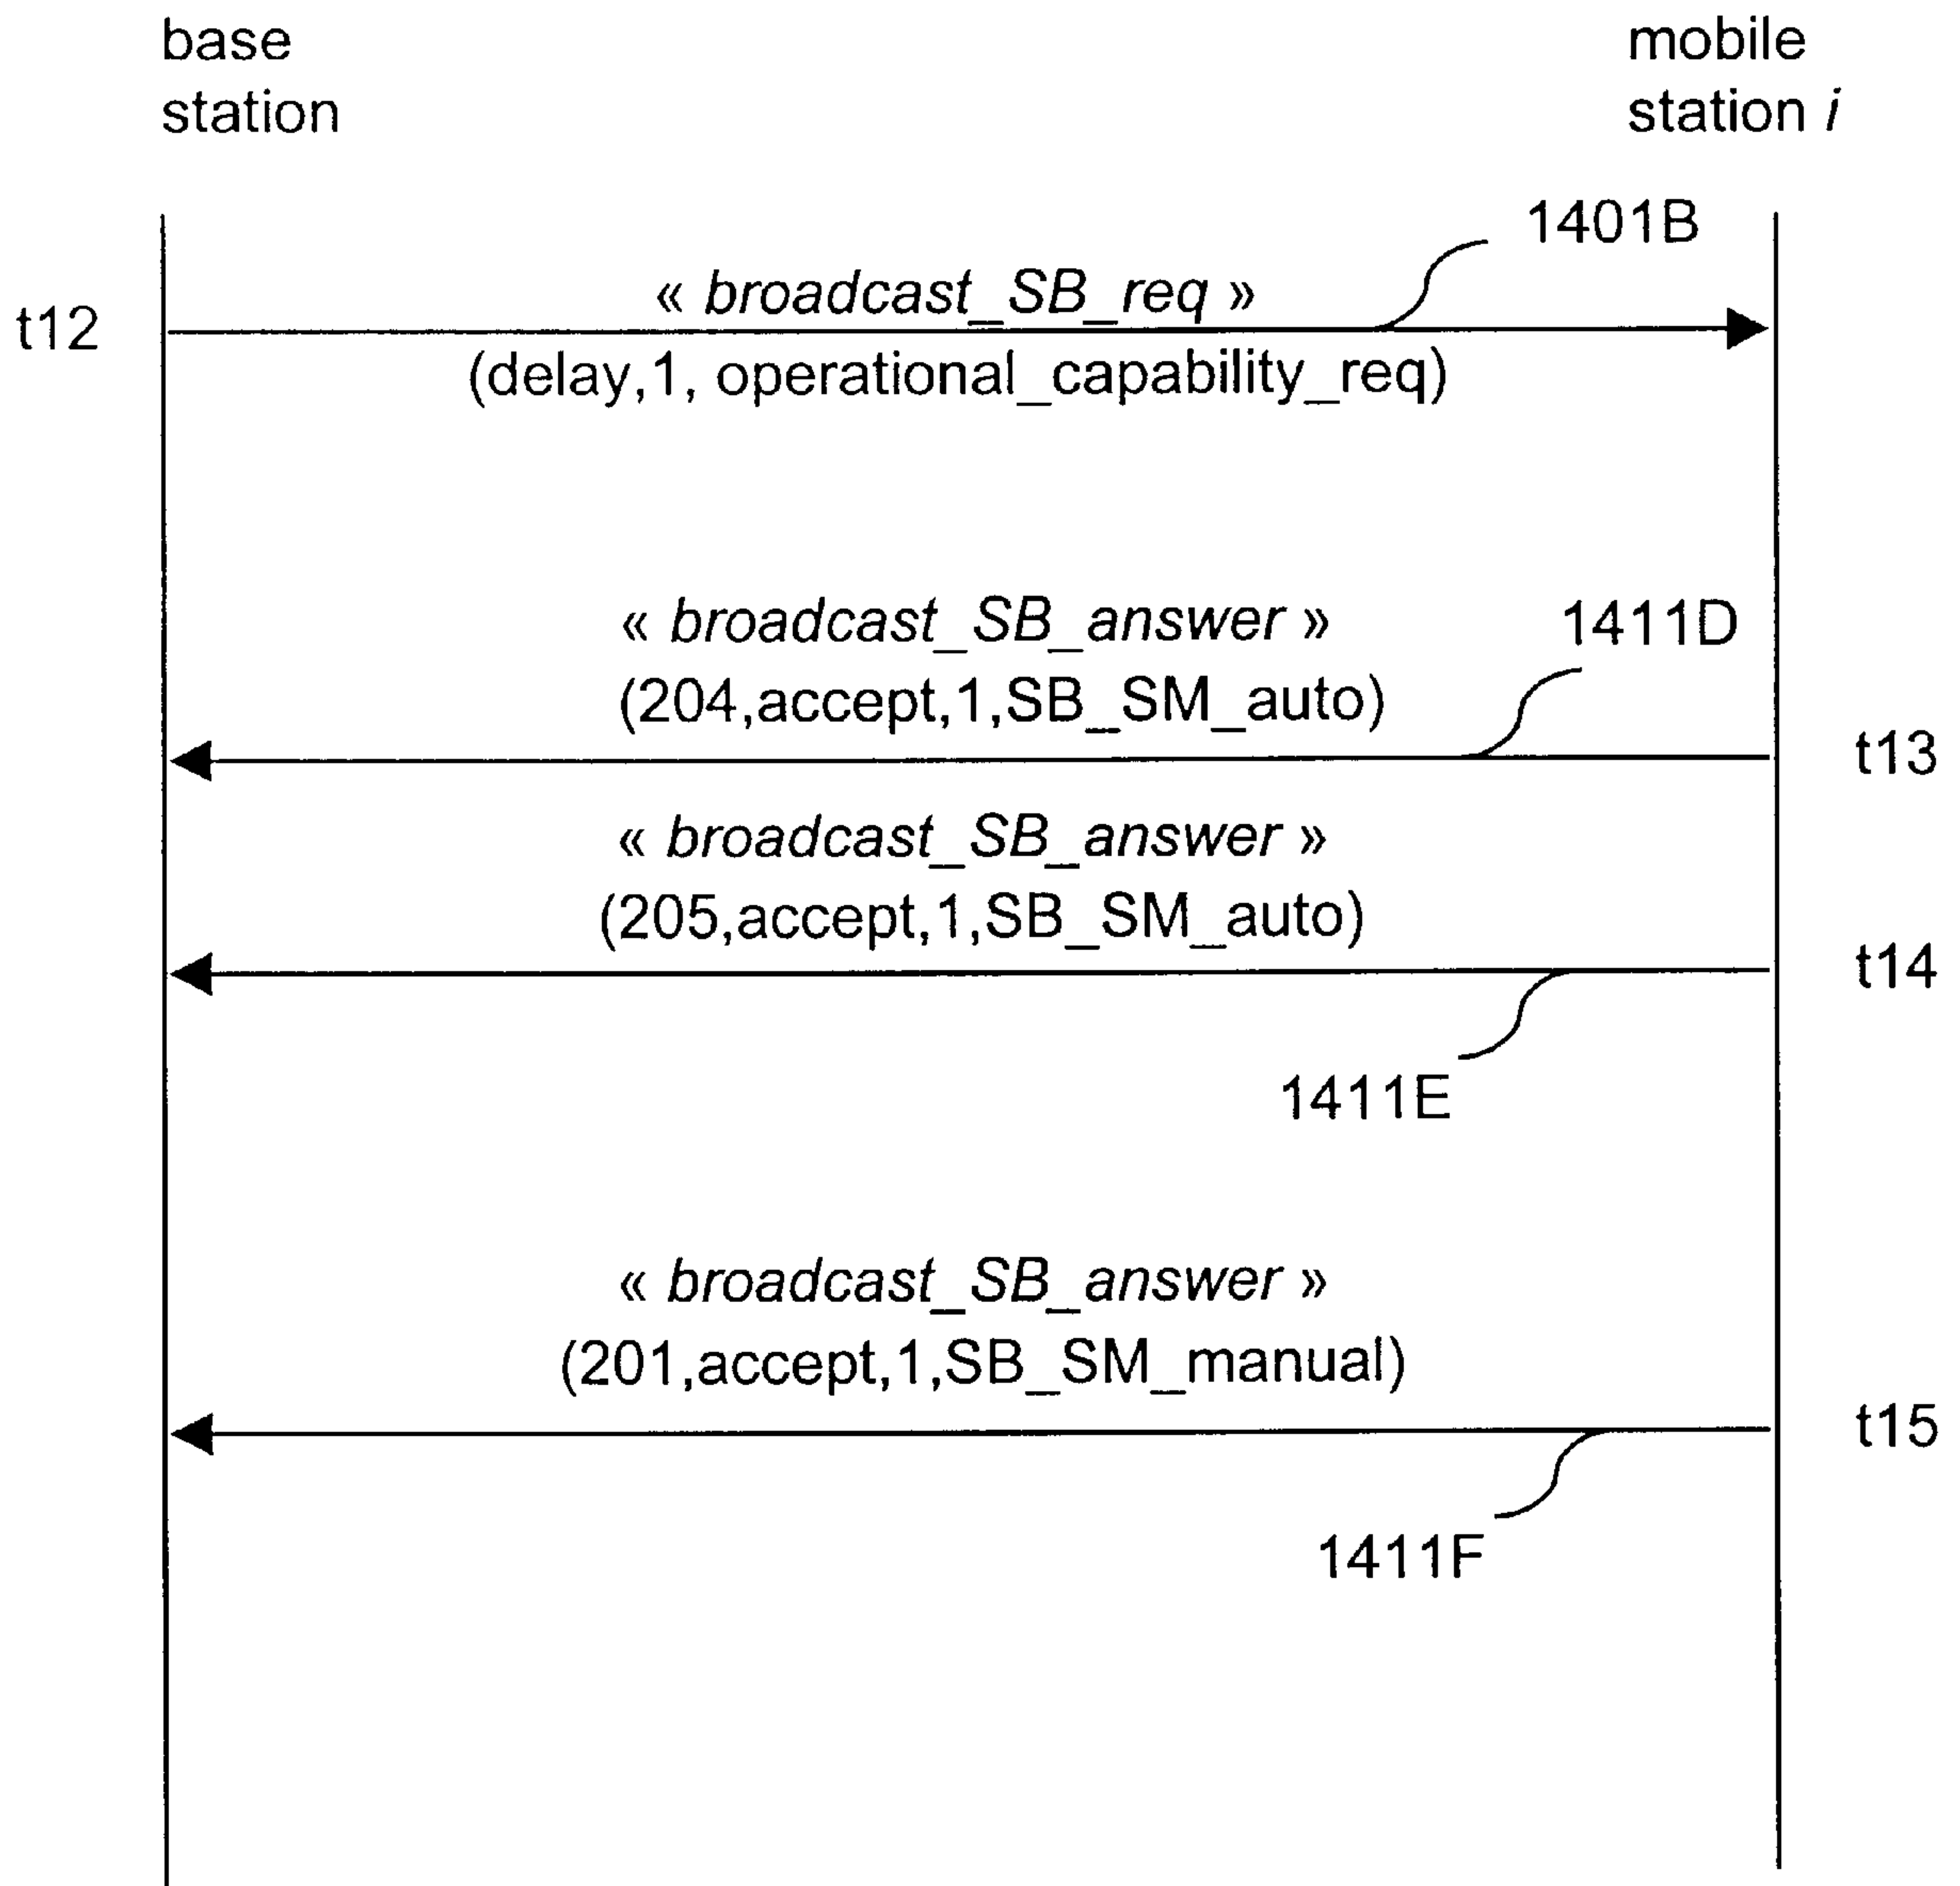 base
station
mobile
station i
1401B
« broadcast_SB_req »
t12
(delay,1, operational_capability_req)
« broadcast_SB_answer »
1411D
(204,accept,1,SB_SM_auto)
t13
« broadcast_SB_answer »
(205,accept,1,SB_SM_auto)
t14
1411E
« broadcast_SB_answer »
(201,accept,1,SB_SM_manual)
t15
1411F